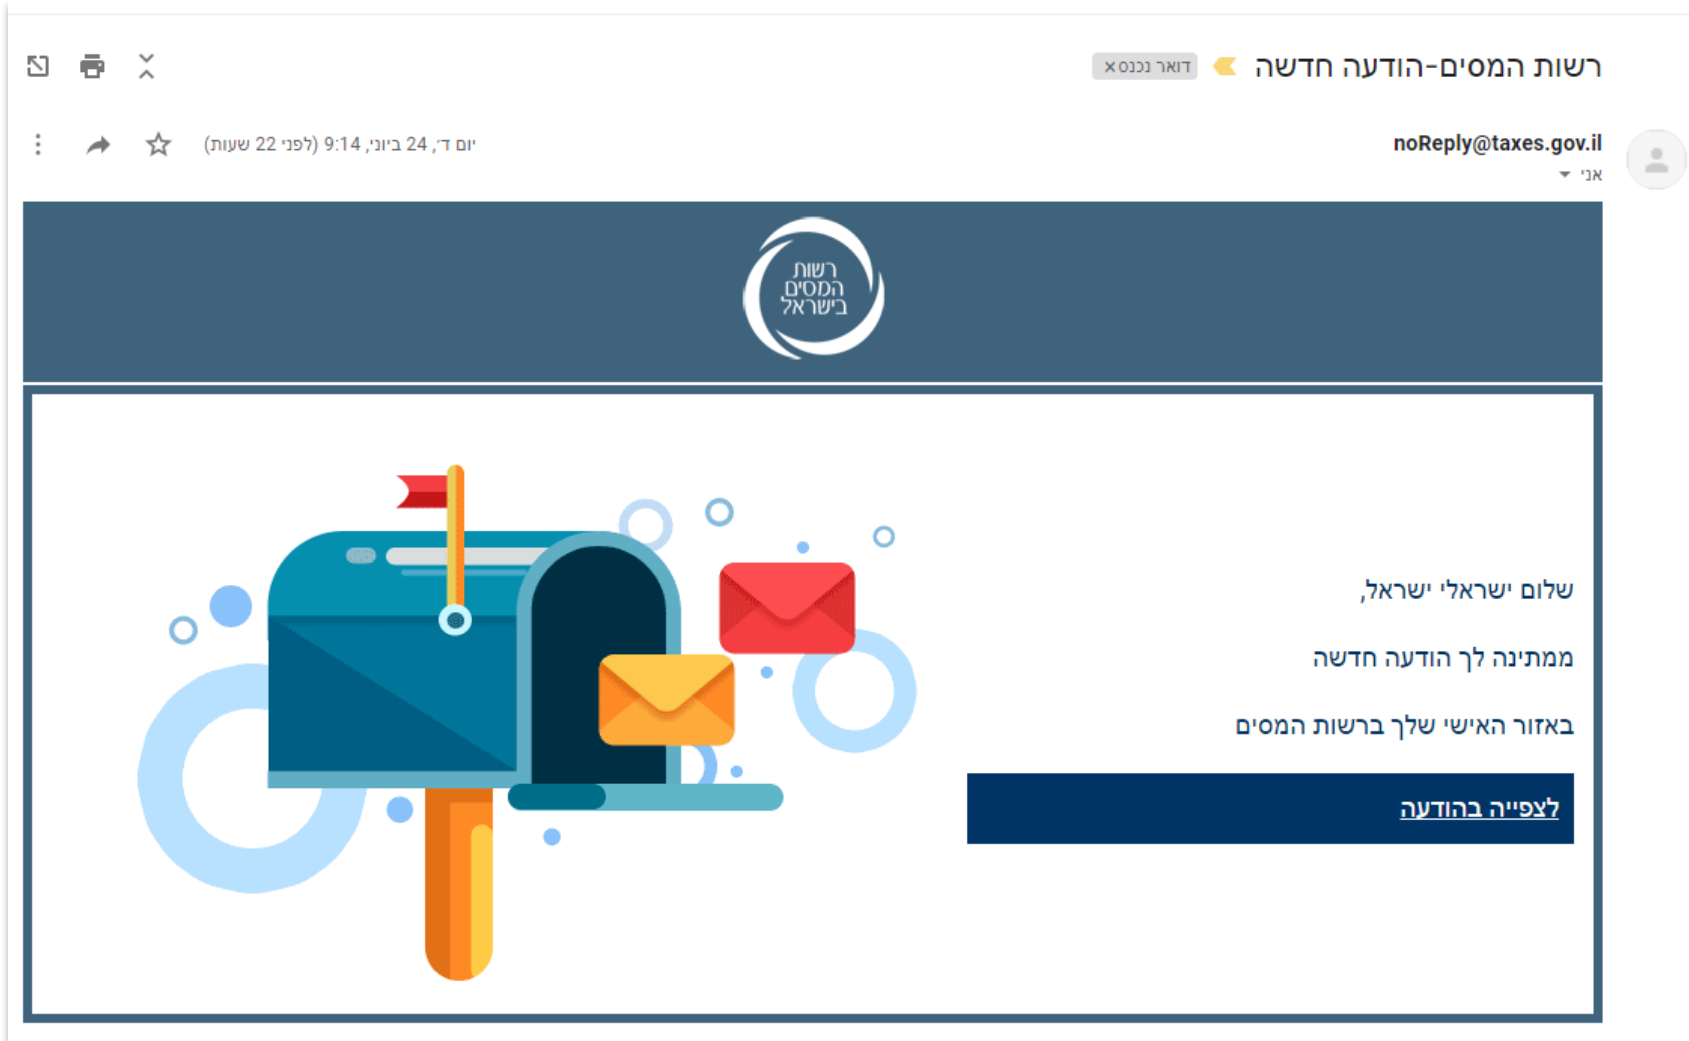 רשות המסים-הודעה חדשה
דואר נכנס x
noReply@taxes.gov.il
יום ד׳, 24 ביוני, 9:14 (לפני 22 שעות)
אני
רשות
המסים
בישראל
שלום ישראלי ישראל,
ממתינה לך הודעה חדשה
באזור האישי שלך ברשות המסים
לצפייה בהודעה